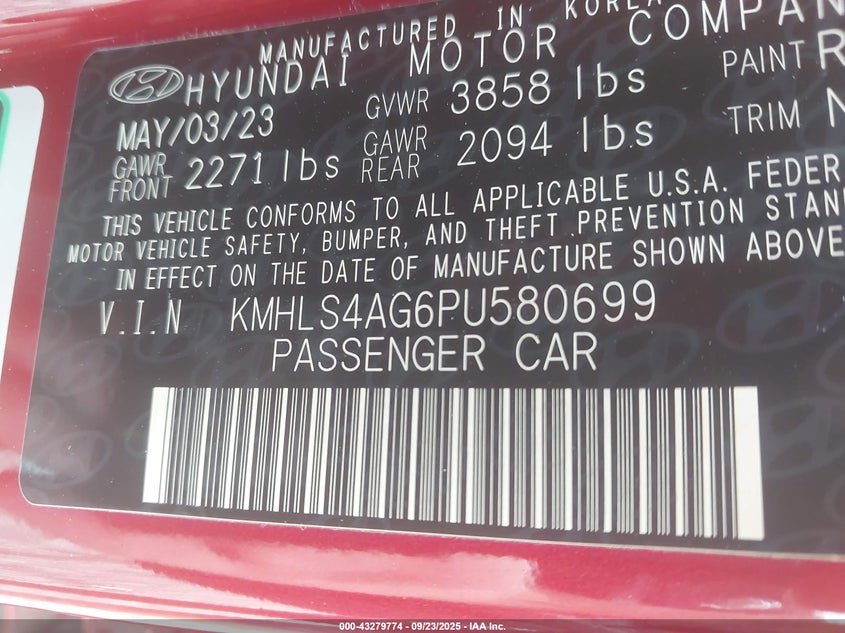 MANUFACTURED IN KOREA
HYUNDAI MOTOR COMPAN
MAY/03/23 GVWR 3858 lbs PAINT R
GAWR FRONT 2271 lbs GAWR REAR 2094 lbs TRIM N
THIS VEHICLE CONFORMS TO ALL APPLICABLE U.S.A. FEDER
MOTOR VEHICLE SAFETY, BUMPER, AND THEFT PREVENTION STAN
IN EFFECT ON THE DATE OF MANUFACTURE SHOWN ABOVE
V.I.N KMHLS4AG6PU580699
PASSENGER CAR
000-43279774 - 09/23/2025 - IAA Inc.